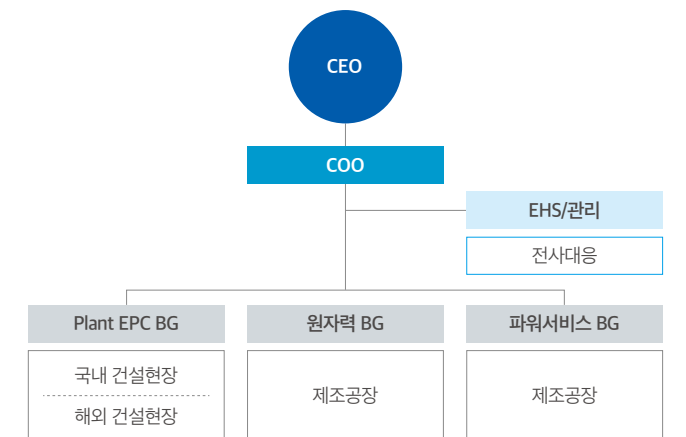 CEO
COO
EHS/관리
전사대응
Plant EPC BG
국내 건설현장
해외 건설현장
원자력 BG
제조공장
파워서비스 BG
제조공장